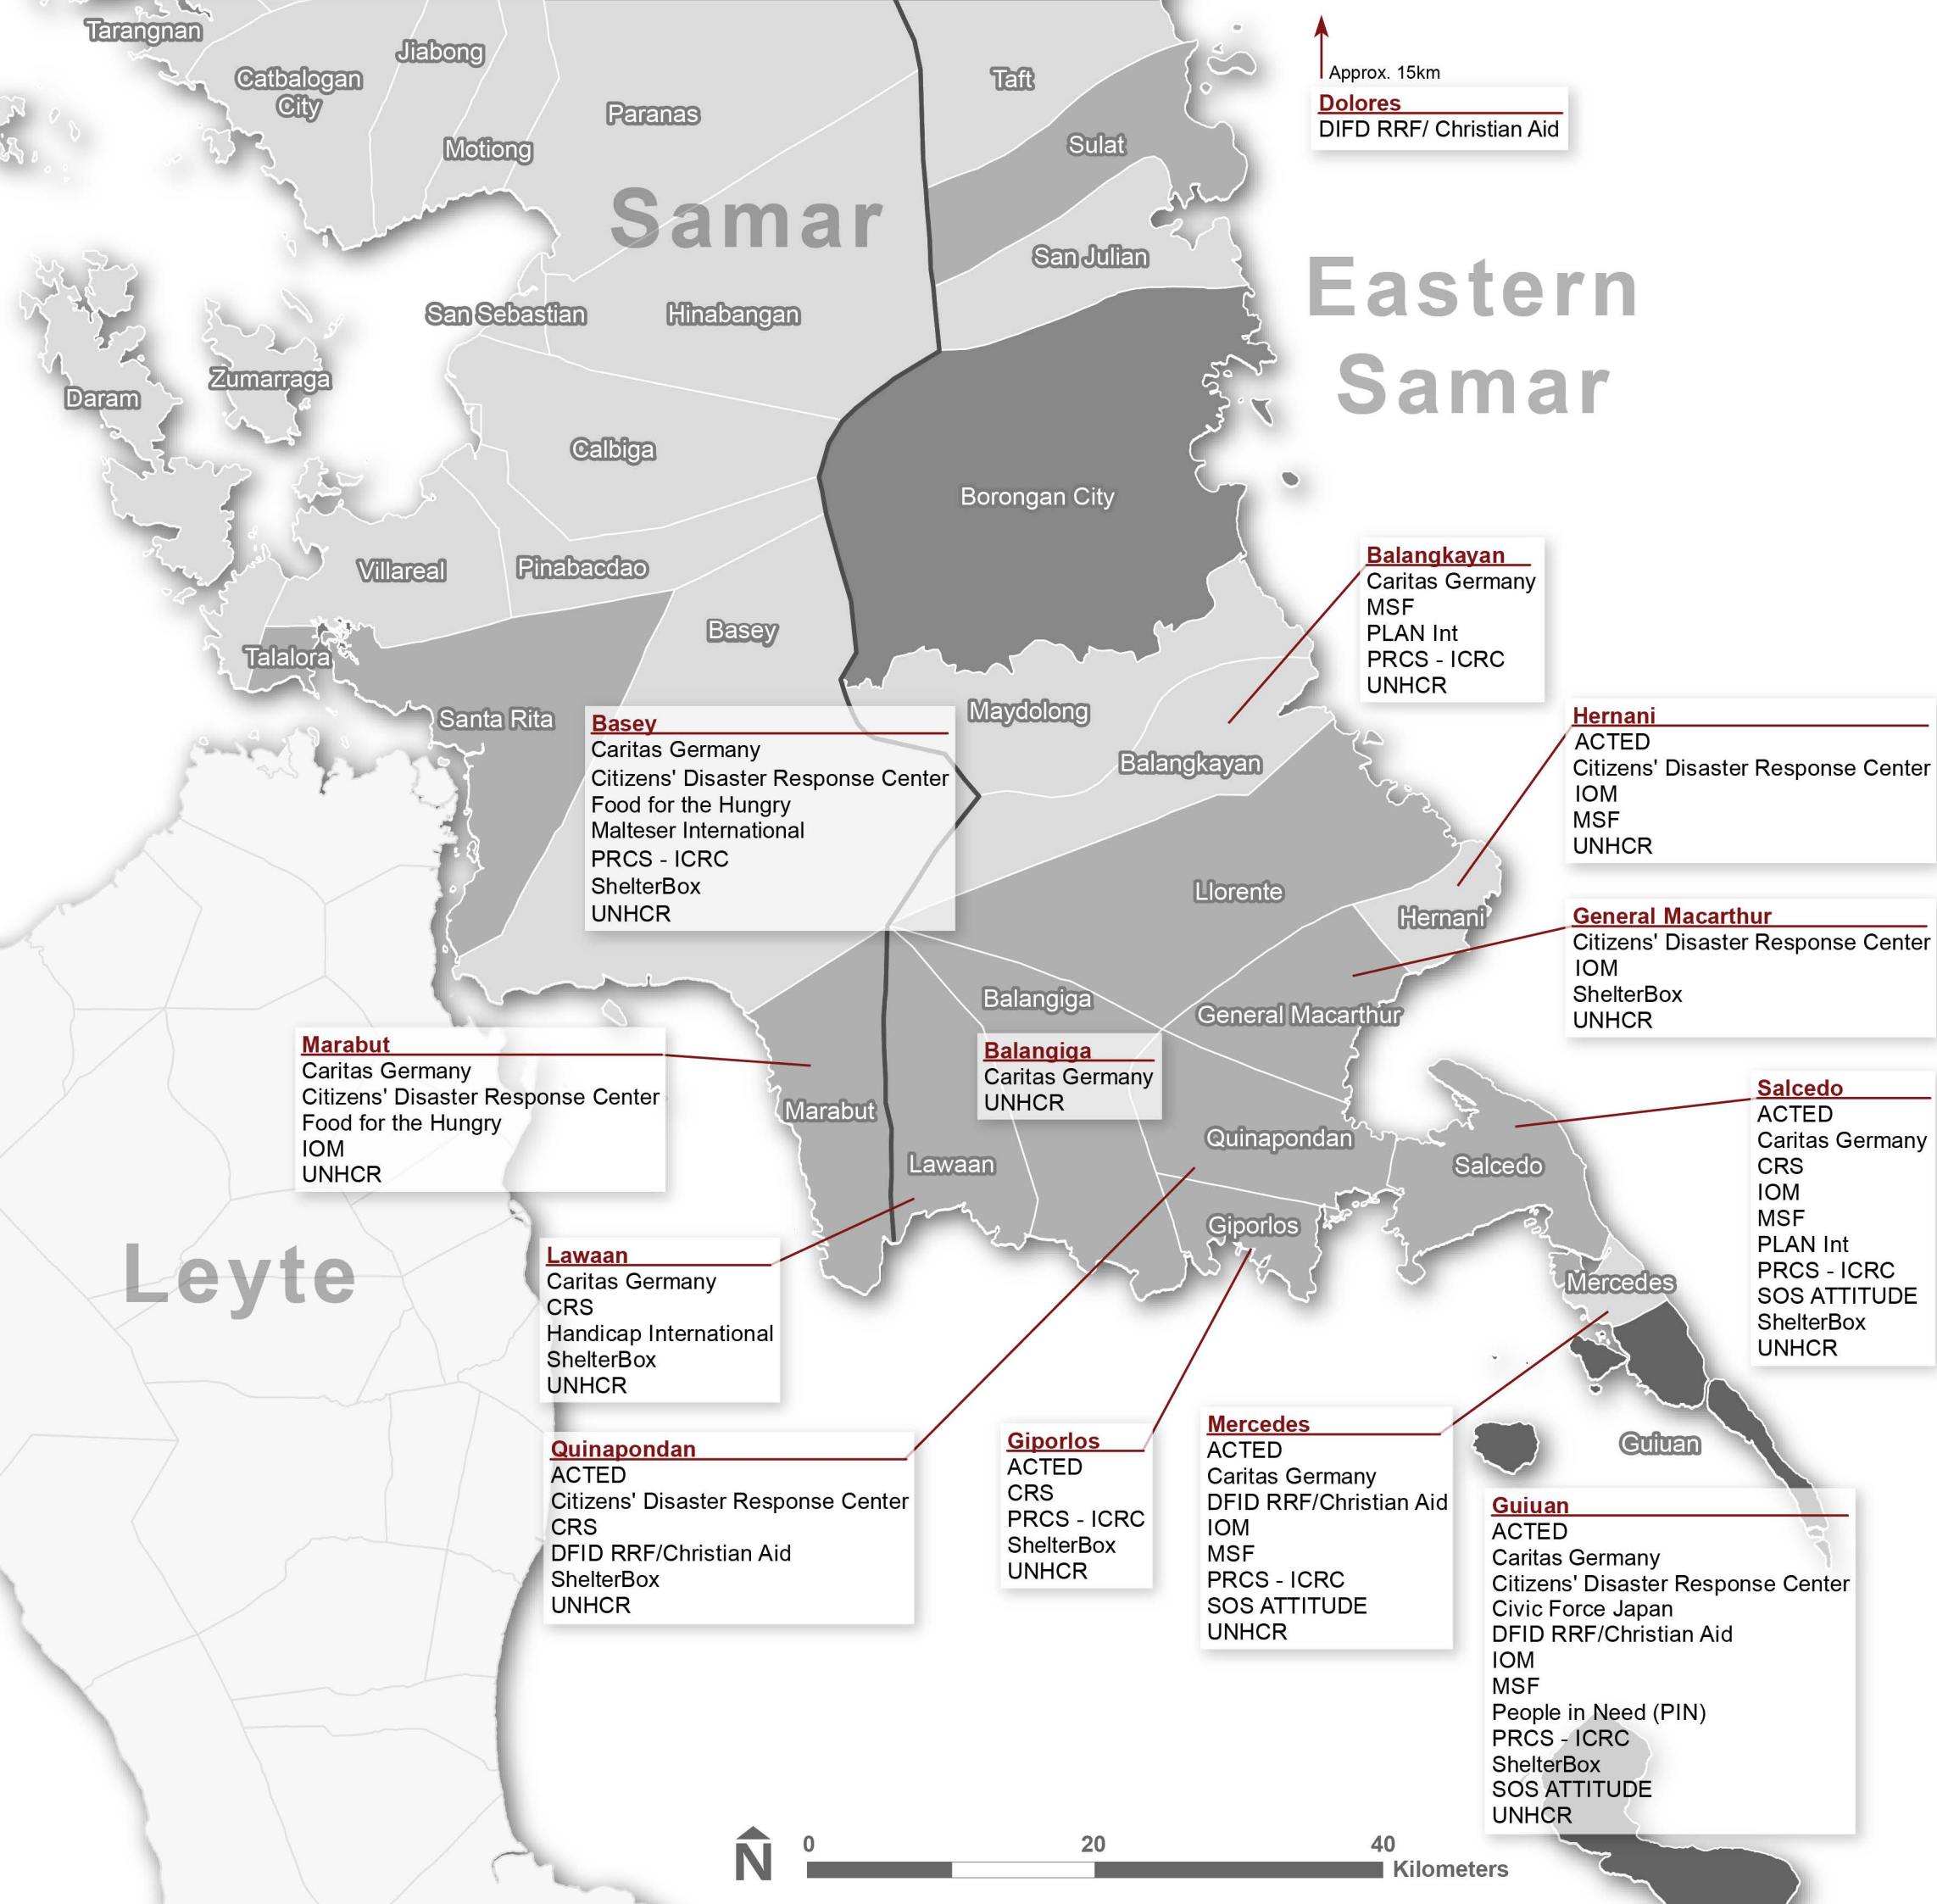 Tarangnan
Jiabong
Catbalogan
City
Paranas
Motiong
Taft
Approx. 15km
Dolores
DIFD RRF/ Christian Aid
Sulat
Samar
San Julian
Eastern
Samar
San Sebastian
Hinabangan
Zumarraga
Daram
Calbiga
Borongan City
Villareal
Pinabacdao
Basey
Talalora
Santa Rita
Maydolong
Balangkayan
Balangkayan
Caritas Germany
MSF
PLAN Int
PRCS - ICRC
UNHCR
Basey
Caritas Germany
Citizens' Disaster Response Center
Food for the Hungry
Malteser International
PRCS - ICRC
ShelterBox
UNHCR
Hernani
ACTED
Citizens' Disaster Response Center
IOM
MSF
UNHCR
Llorente
Hernani
General Macarthur
Citizens' Disaster Response Center
IOM
ShelterBox
UNHCR
Balangiga
General Macarthur
Balangiga
Caritas Germany
UNHCR
Marabut
Caritas Germany
Citizens' Disaster Response Center
Food for the Hungry
IOM
UNHCR
Marabut
Lawaan
Quinapondan
Salcedo
Salcedo
ACTED
Caritas Germany
CRS
IOM
MSF
PLAN Int
PRCS - ICRC
SOS ATTITUDE
ShelterBox
UNHCR
Giporlos
Mercedes
Leyte
Lawaan
Caritas Germany
CRS
Handicap International
ShelterBox
UNHCR
Quinapondan
ACTED
Citizens' Disaster Response Center
CRS
DFID RRF/Christian Aid
ShelterBox
UNHCR
Giporlos
ACTED
CRS
PRCS - ICRC
ShelterBox
UNHCR
Mercedes
ACTED
Caritas Germany
DFID RRF/Christian Aid
IOM
MSF
PRCS - ICRC
SOS ATTITUDE
UNHCR
Guiuan
Guiuan
ACTED
Caritas Germany
Citizens' Disaster Response Center
Civic Force Japan
DFID RRF/Christian Aid
IOM
MSF
People in Need (PIN)
PRCS - ICRC
ShelterBox
SOS ATTITUDE
UNHCR
N
0 20 40
Kilometers